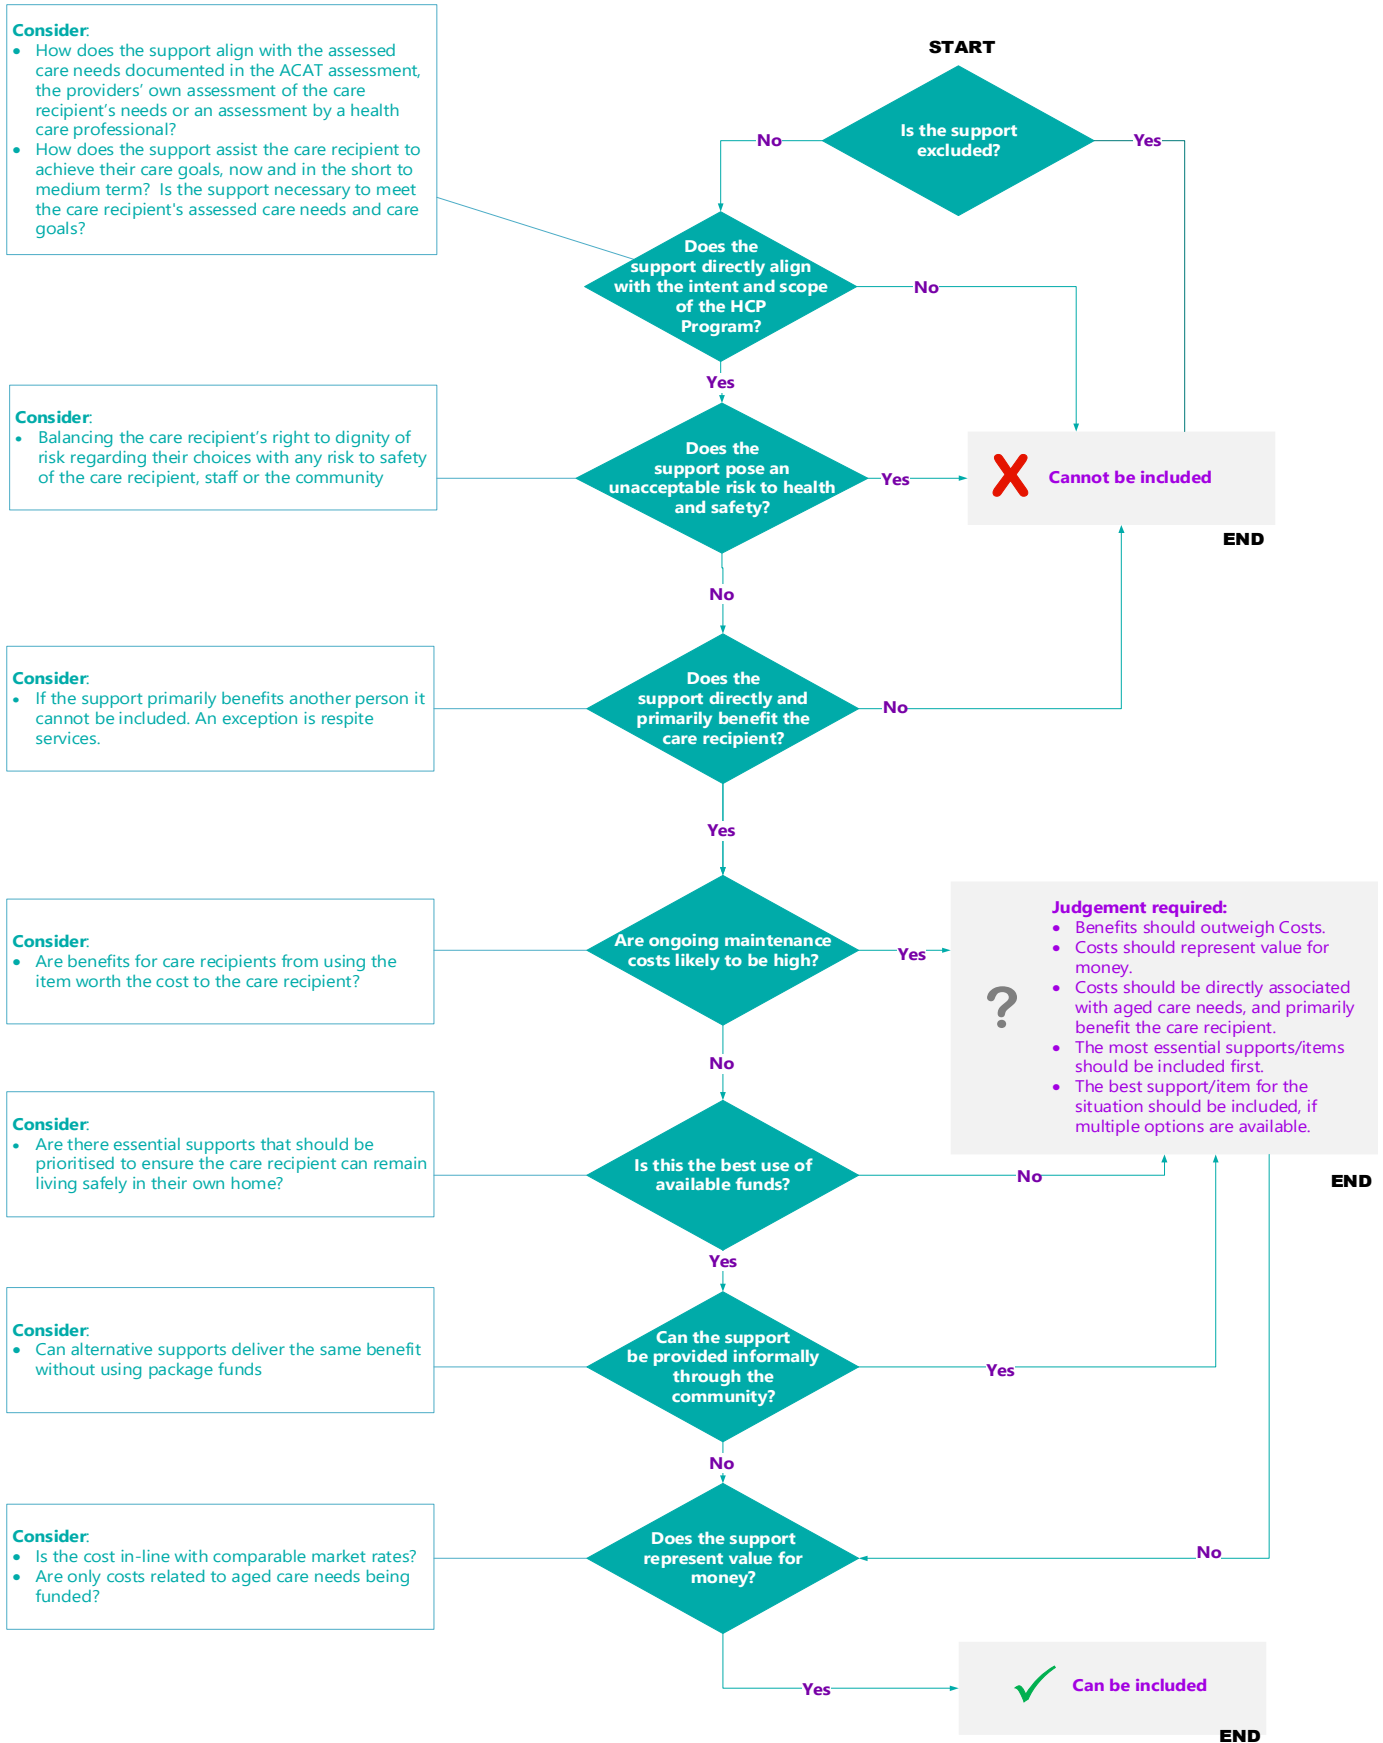 Consider:
• How does the support align with the assessed
care needs documented in the ACAT assessment,
the providers’ own assessment of the care
recipient’s needs or an assessment by a health
care professional?
• How does the support assist the care recipient to
achieve their care goals, now and in the short to
medium term?  Is the support necessary to meet
the care recipient's assessed care needs and care
goals?
START
Is the support
excluded?
No
Yes
Does the
support directly align
with the intent and scope
of the HCP
Program?
No
Yes
Consider:
• Balancing the care recipient’s right to dignity of
risk regarding their choices with any risk to safety
of the care recipient, staff or the community
Does the
support pose an
unacceptable risk to health
and safety?
Yes
Cannot be included
END
No
Consider:
• If the support primarily benefits another person it
cannot be included. An exception is respite
services.
Does the
support directly and
primarily benefit the
care recipient?
No
Yes
Consider:
• Are benefits for care recipients from using the
item worth the cost to the care recipient?
Are ongoing maintenance
costs likely to be high?
Yes
Judgement required:
• Benefits should outweigh Costs.
• Costs should represent value for
money.
• Costs should be directly associated
with aged care needs, and primarily
benefit the care recipient.
• The most essential supports/items
should be included first.
• The best support/item for the
situation should be included, if
multiple options are available.
?
END
No
Consider:
• Are there essential supports that should be
prioritised to ensure the care recipient can remain
living safely in their own home?
Is this the best use of
available funds?
No
Yes
Consider:
• Can alternative supports deliver the same benefit
without using package funds
Can the support
be provided informally
through the
community?
Yes
No
Consider:
• Is the cost in-line with comparable market rates?
• Are only costs related to aged care needs being
funded?
Does the support
represent value for
money?
No
Yes
Can be included
END